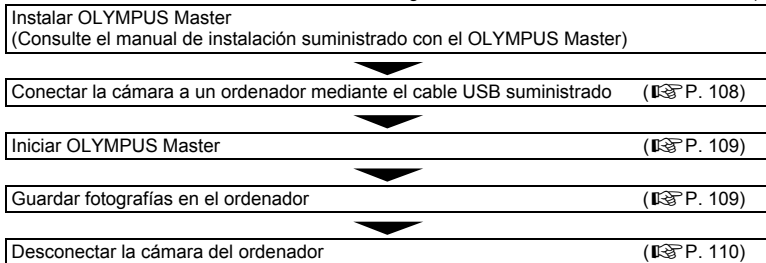 Instalar OLYMPUS Master
(Consulte el manual de instalación suministrado con el OLYMPUS Master)
Conectar la cámara a un ordenador mediante el cable USB suministrado (☞P. 108)
Iniciar OLYMPUS Master (☞P. 109)
Guardar fotografías en el ordenador (☞P. 109)
Desconectar la cámara del ordenador (☞P. 110)